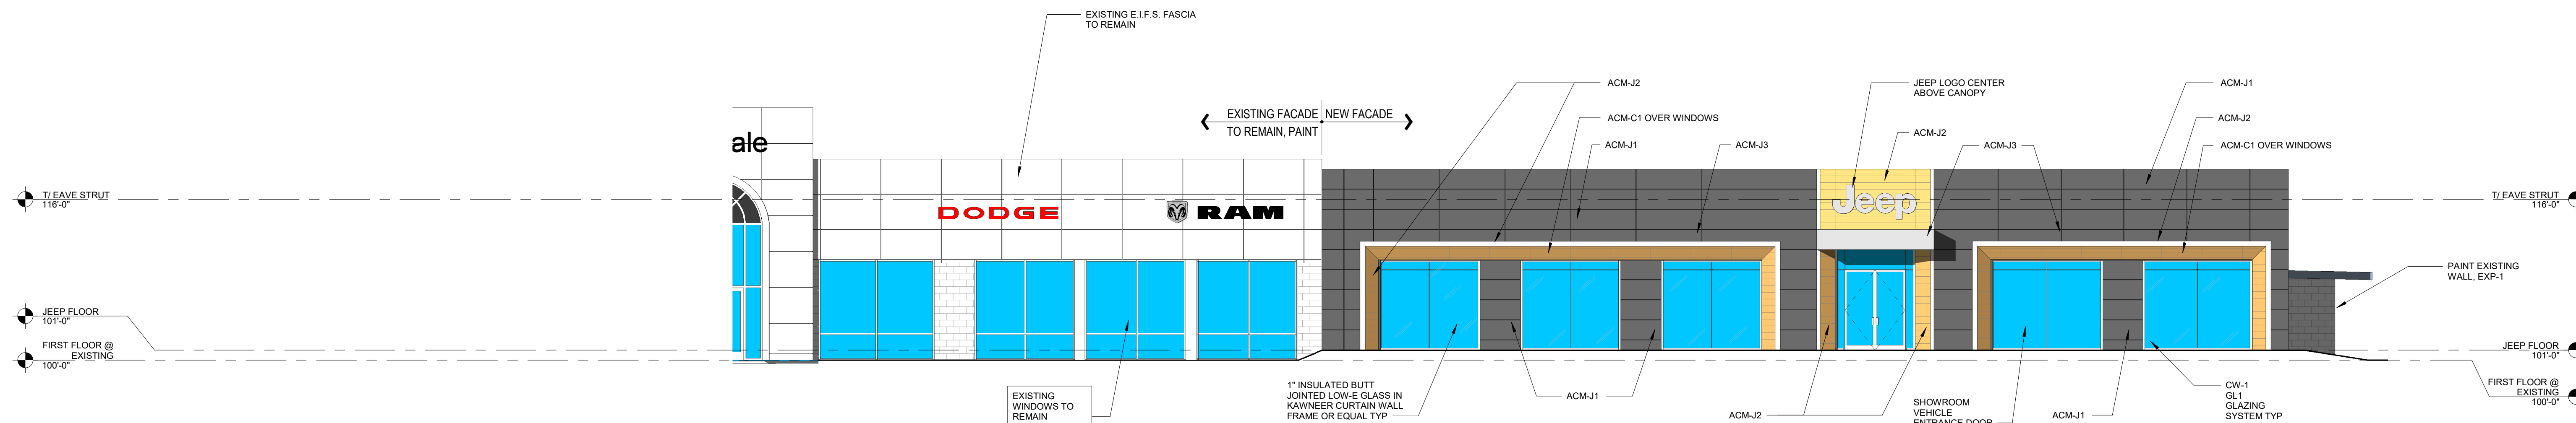 EXISTING E.I.F.S. FASCIA
TO REMAIN
ACM-J2
JEEP LOGO CENTER
ABOVE CANOPY
ACM-J1
EXISTING FACADE
NEW FACADE
TO REMAIN, PAINT
ACM-C1 OVER WINDOWS
ACM-J2
ACM-J2
ale
ACM-J1
ACM-J3
ACM-J3
ACM-C1 OVER WINDOWS
T/ EAVE STRUT
116'-0"
DODGE
RAM
Jeep
T/ EAVE STRUT
116'-0"
PAINT EXISTING
WALL, EXP-1
JEEP FLOOR
101'-0"
FIRST FLOOR @
EXISTING
100'-0"
JEEP FLOOR
101'-0"
FIRST FLOOR @
EXISTING
100'-0"
EXISTING
WINDOWS TO
REMAIN
1" INSULATED BUTT
JOINTED LOW-E GLASS IN
KAWNEER CURTAIN WALL
FRAME OR EQUAL TYP
ACM-J1
ACM-J2
SHOWROOM
VEHICLE
ENTRANCE DOOR
ACM-J1
CW-1
GL1
GLAZING
SYSTEM TYP